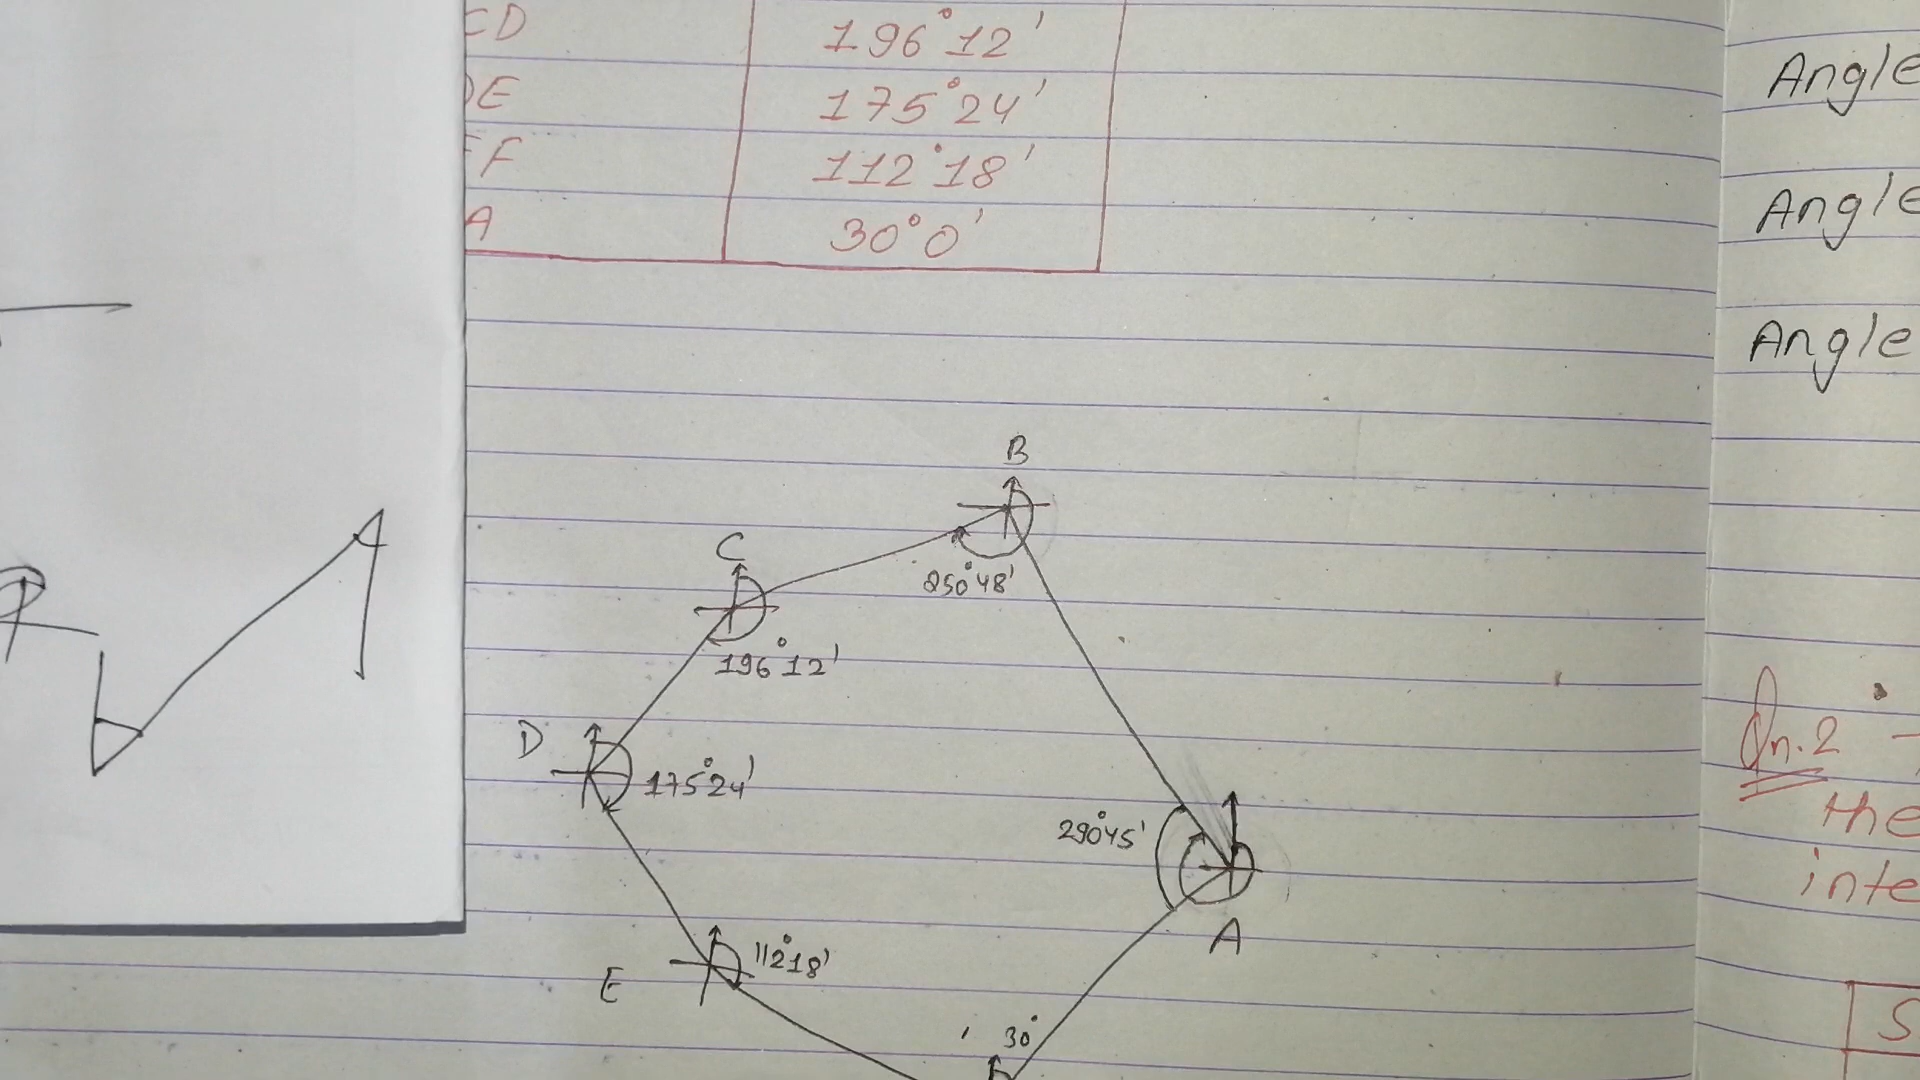 CD 196°12'
DE 175°24'
EF 112°18'
A 30°0'
Angle
Angle
Angle
B
C
250°48'
196°12'
D
175°24'
290°45'
A
E
112°18'
30°
Qn.2
the
inte
S